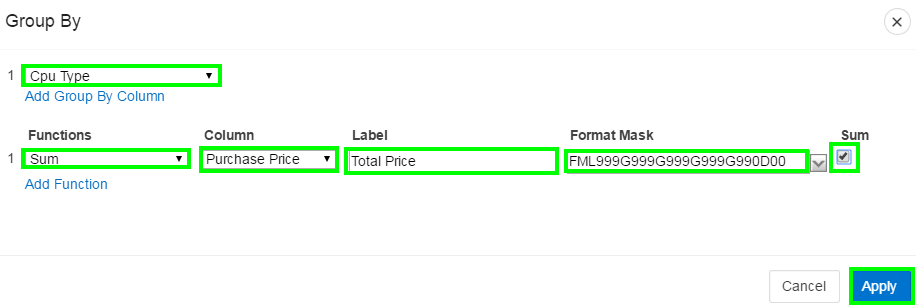 Group By
1 Cpu Type
Add Group By Column
Functions Column Label Format Mask Sum
1 Sum Purchase Price Total Price FML999G999G999G999G990D00
Add Function
Cancel Apply